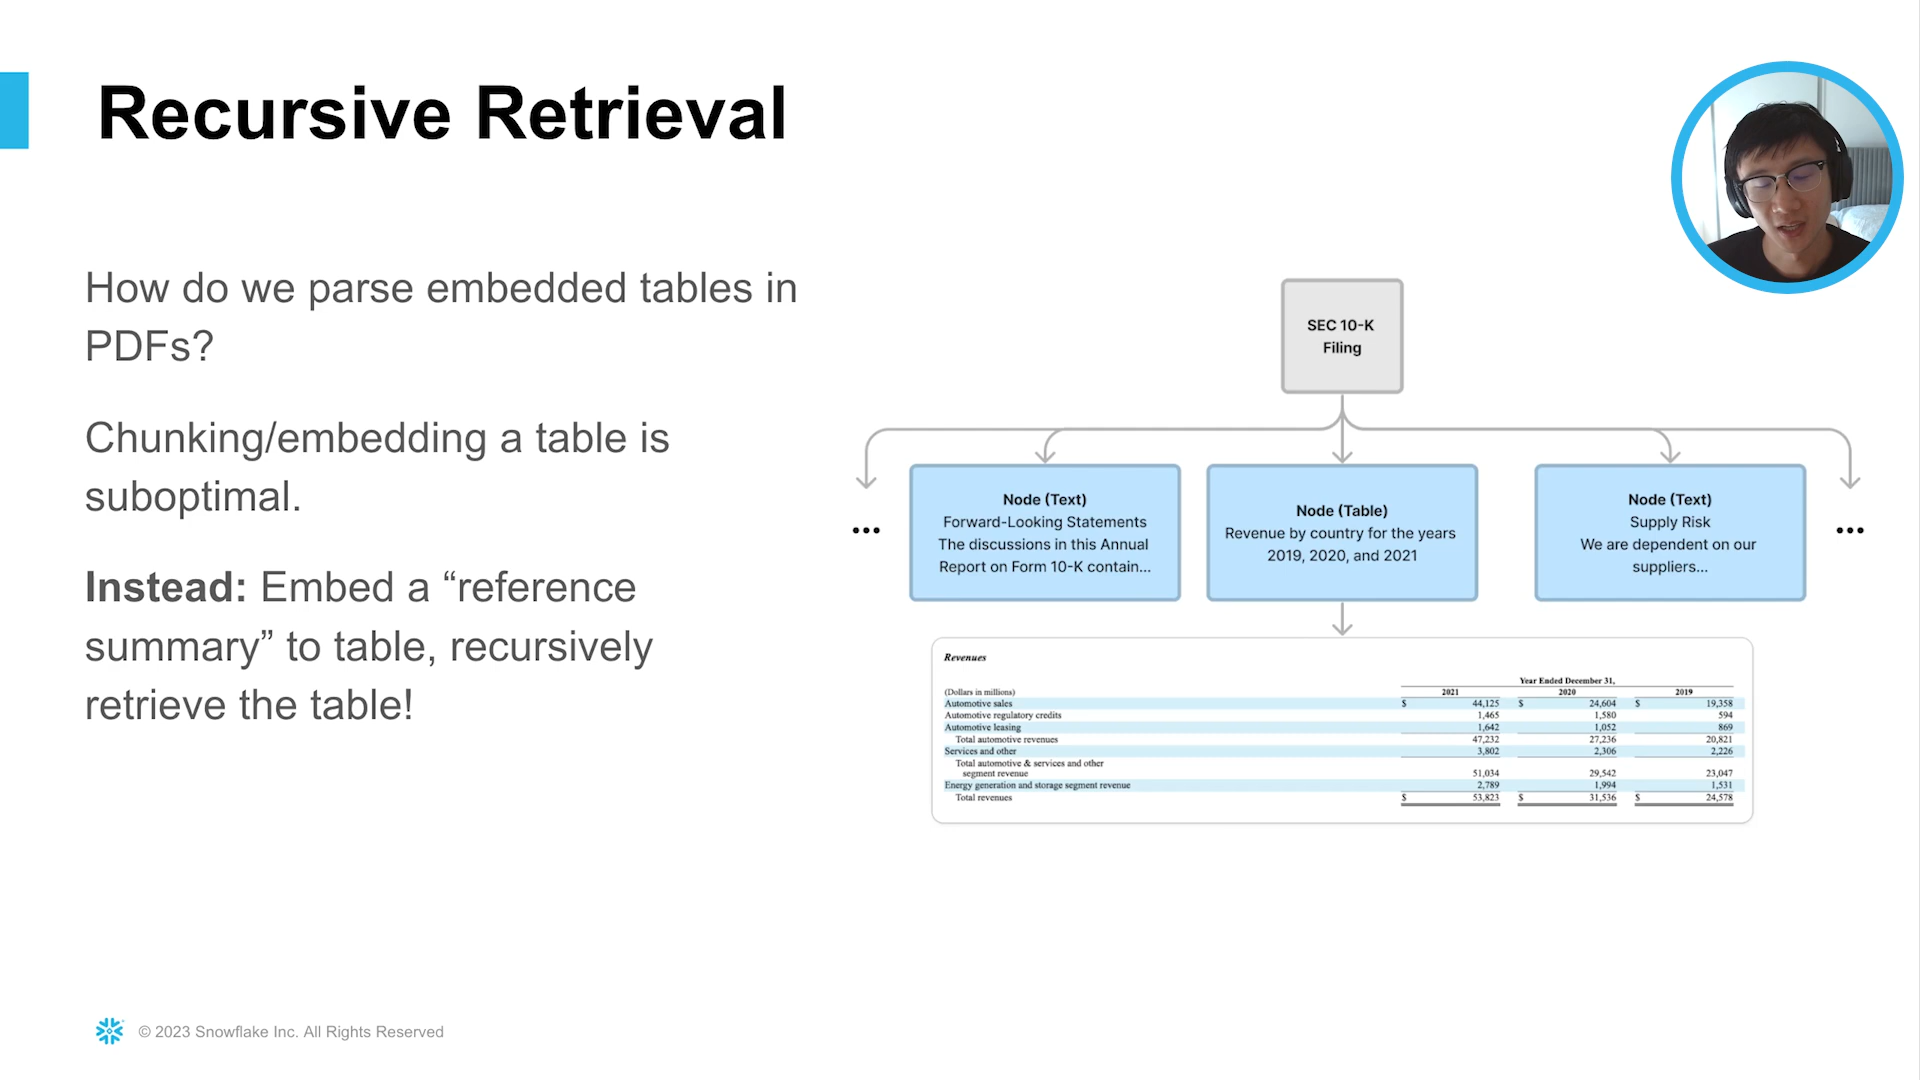 Recursive Retrieval
How do we parse embedded tables in
PDFs?
Chunking/embedding a table is
suboptimal.
Instead: Embed a “reference
summary” to table, recursively
retrieve the table!
SEC 10-K
Filing
...
Node (Text)
Forward-Looking Statements
The discussions in this Annual
Report on Form 10-K contain...
Node (Table)
Revenue by country for the years
2019, 2020, and 2021
Node (Text)
Supply Risk
We are dependent on our
suppliers...
...
Revenues
Year Ended December 31,
(Dollars in millions) 2021 2020 2019
Automotive sales $ 44,125 $ 24,604 $ 19,358
Automotive regulatory credits 1,465 1,580 594
Automotive leasing 1,642 1,052 869
Total automotive revenues 47,232 27,236 20,821
Services and other 3,802 2,306 2,226
Total automotive & services and other
segment revenue 51,034 29,542 23,047
Energy generation and storage segment revenue 2,789 1,994 1,531
Total revenues $ 53,823 $ 31,536 $ 24,578
© 2023 Snowflake Inc. All Rights Reserved